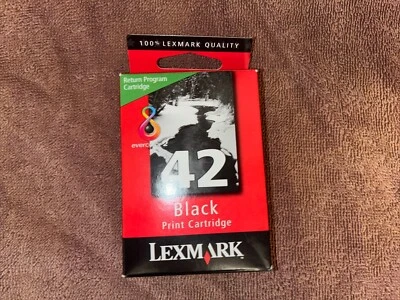 100% LEXMARK QUALITY
Return Program
Cartridge
42
Black
Print Cartridge
LEXMARK